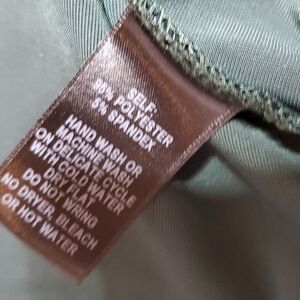 SELF-
95% POLYESTER
5% SPANDEX
HAND WASH OR
MACHINE WASH
ON DELICATE CYCLE
WITH COLD WATER
DRY FLAT
DO NOT WRING
NO DRYER, BLEACH
OR HOT WATER